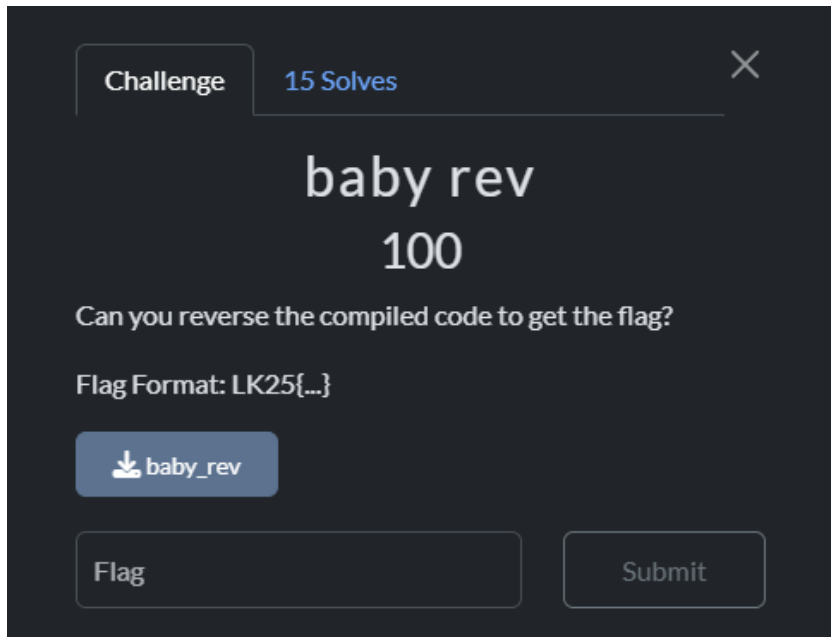 Challenge
15 Solves
baby rev
100
Can you reverse the compiled code to get the flag?
Flag Format: LK25{...}
baby_rev
Flag
Submit